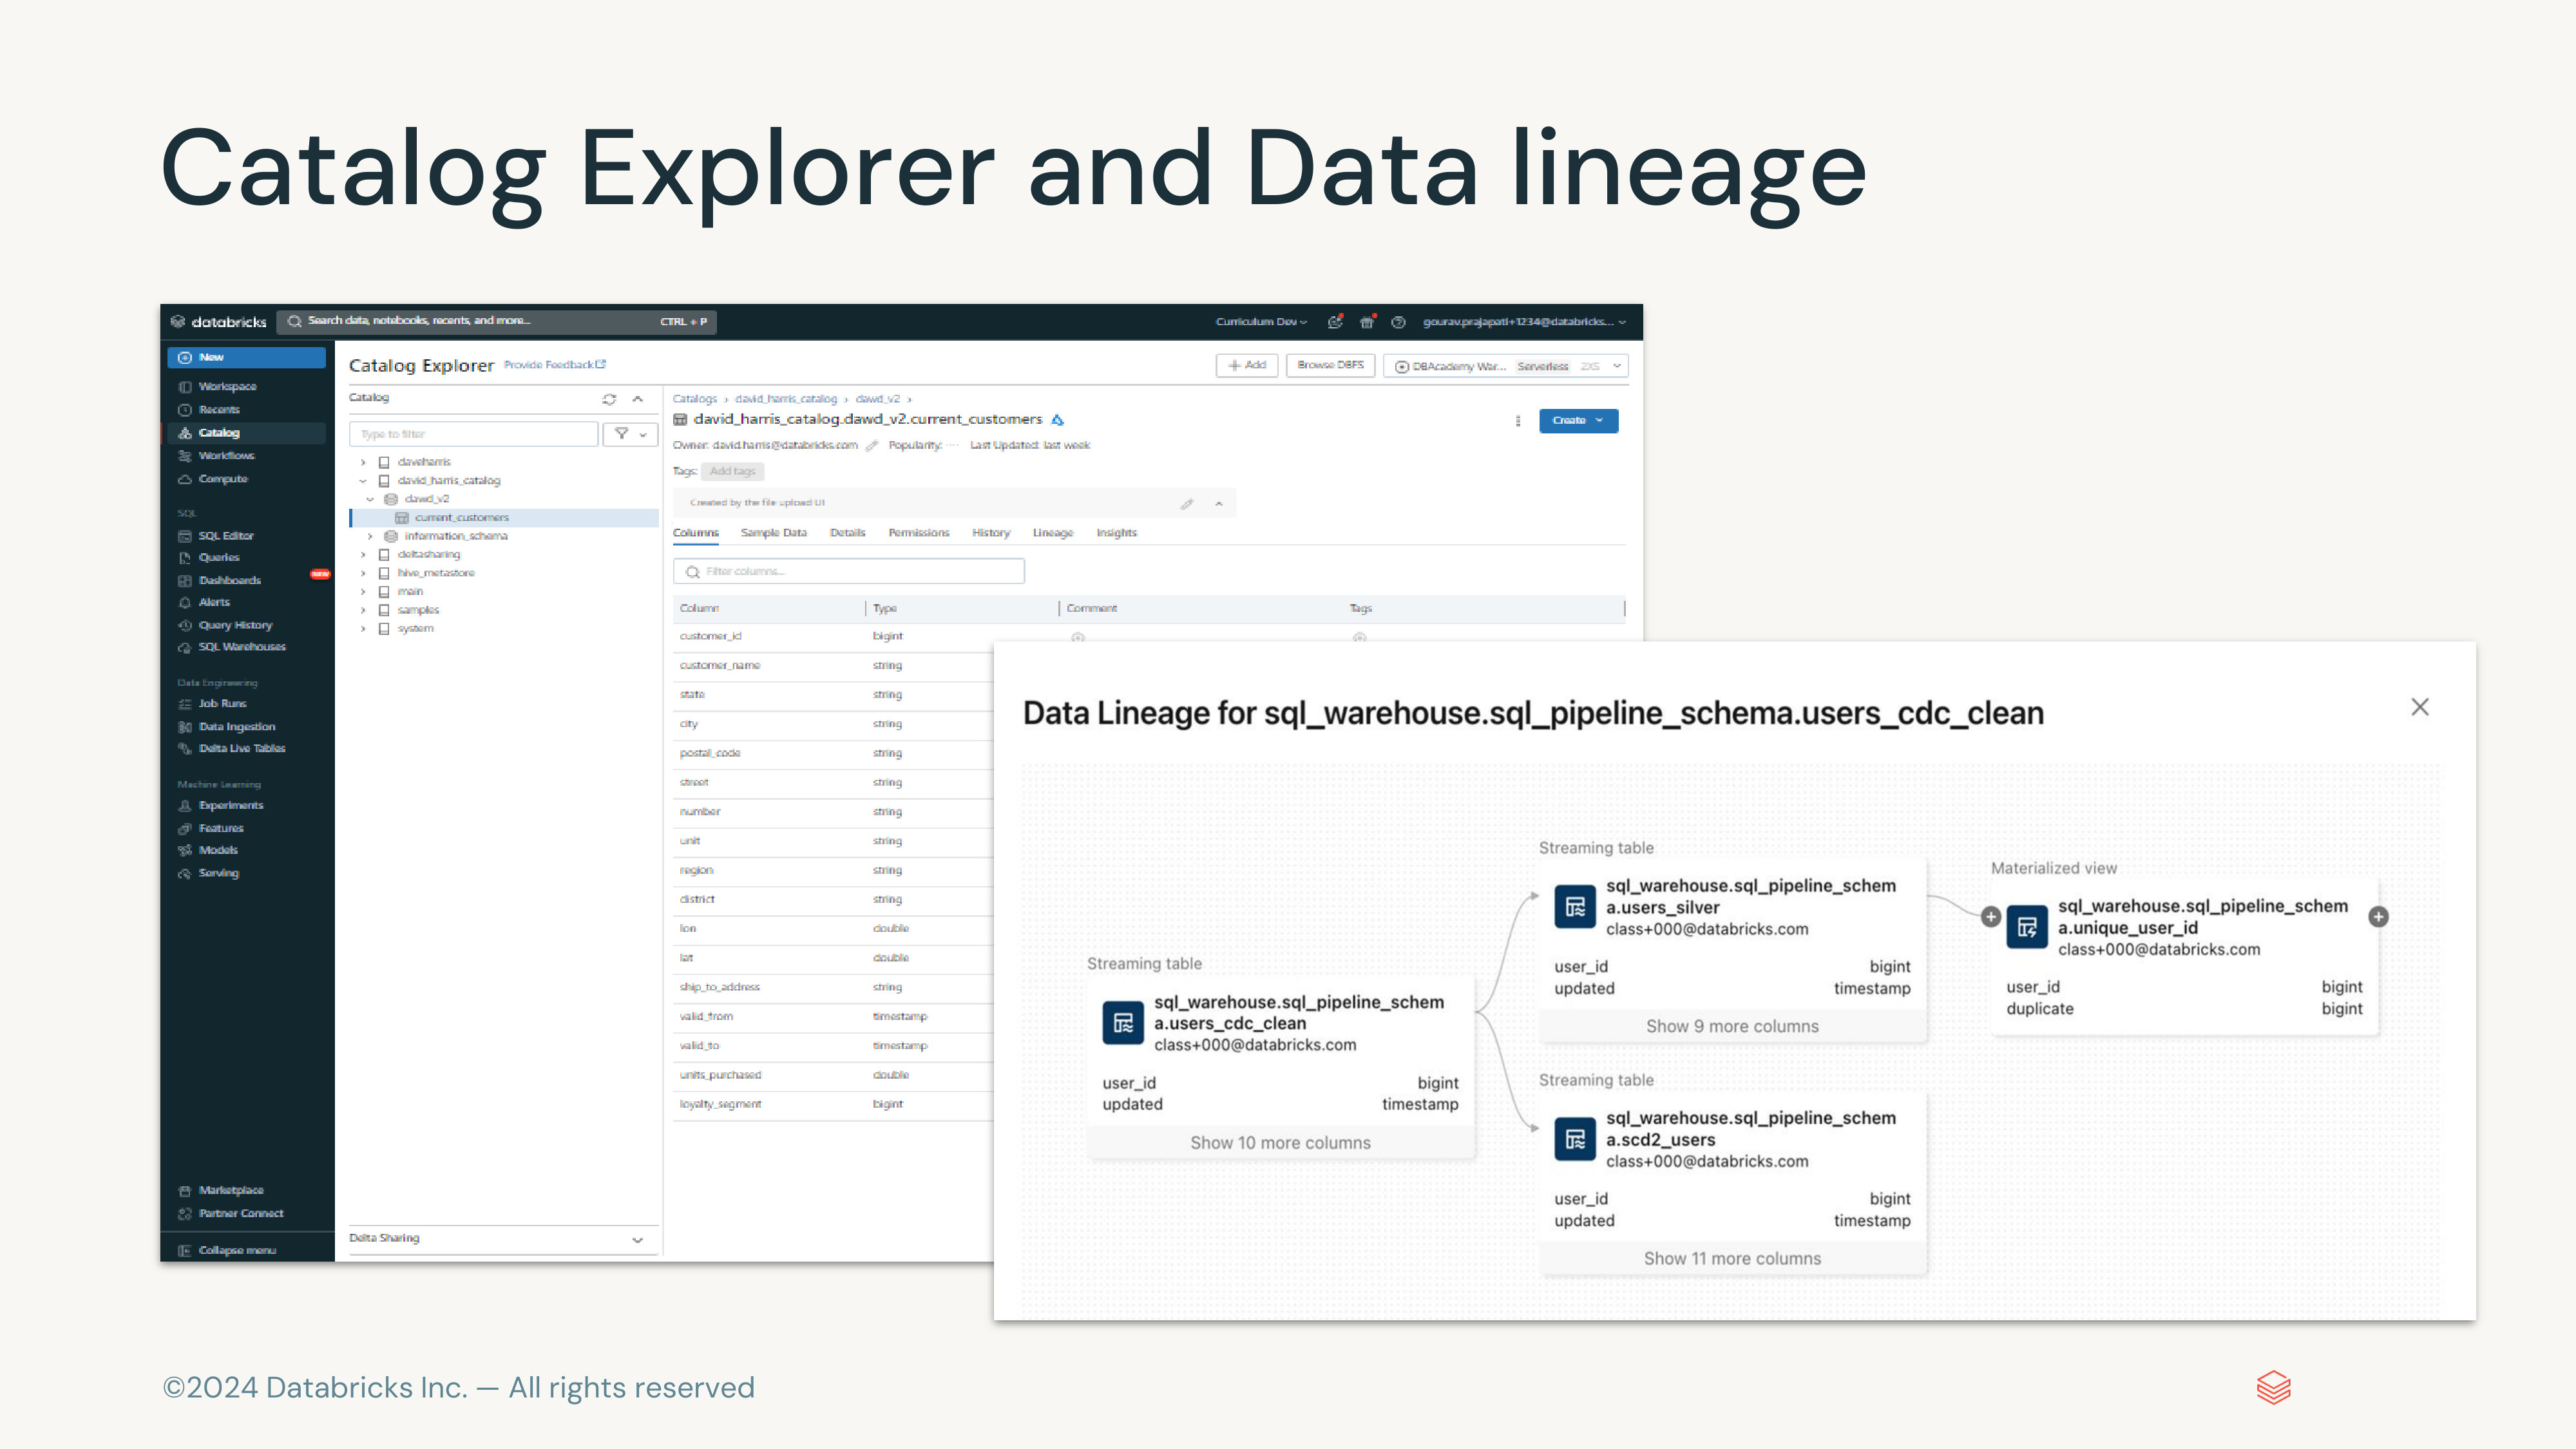 Catalog Explorer and Data lineage
databricks
Search data, notebooks, recents, and more...
CTRL + P
Curriculum Dev
gourav.prajapati+1234@databricks...
New
Workspace
Recents
Catalog
Workflows
Compute
SQL
SQL Editor
Queries
Dashboards
NEW
Alerts
Query History
SQL Warehouses
Data Engineering
Job Runs
Data Ingestion
Delta Live Tables
Machine Learning
Experiments
Features
Models
Serving
Marketplace
Partner Connect
Collapse menu
Catalog Explorer Provide Feedback
Add
Browse DBFS
DBAcademy War... Serverless 2XS
Catalog
Type to filter
daveharris
david_harris_catalog
dawd_v2
current_customers
information_schema
deltasharing
hive_metastore
main
samples
system
Delta Sharing
Catalogs › david_harris_catalog › dawd_v2 ›
david_harris_catalog.dawd_v2.current_customers
Create
Owner: david.harris@databricks.com Popularity: Last Updated: last week
Tags: Add tags
Created by the file upload UI
Columns Sample Data Details Permissions History Lineage Insights
Filter columns...
Column Type Comment Tags
customer_id bigint
customer_name string
state string
city string
postal_code string
street string
number string
unit string
region string
district string
lon double
lat double
ship_to_address string
valid_from timestamp
valid_to timestamp
units_purchased double
loyalty_segment bigint
Data Lineage for sql_warehouse.sql_pipeline_schema.users_cdc_clean
Streaming table
sql_warehouse.sql_pipeline_schem
a.users_cdc_clean
class+000@databricks.com
user_id bigint
updated timestamp
Show 10 more columns
Streaming table
sql_warehouse.sql_pipeline_schem
a.users_silver
class+000@databricks.com
user_id bigint
updated timestamp
Show 9 more columns
Streaming table
sql_warehouse.sql_pipeline_schem
a.scd2_users
class+000@databricks.com
user_id bigint
updated timestamp
Show 11 more columns
Materialized view
sql_warehouse.sql_pipeline_schem
a.unique_user_id
class+000@databricks.com
user_id bigint
duplicate bigint
©2024 Databricks Inc. — All rights reserved